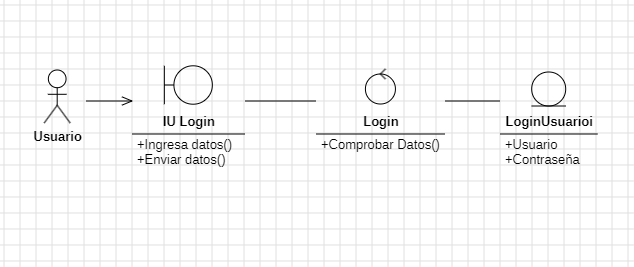 Usuario
IU Login
+Ingresa datos()
+Enviar datos()
Login
+Comprobar Datos()
LoginUsuarioi
+Usuario
+Contraseña